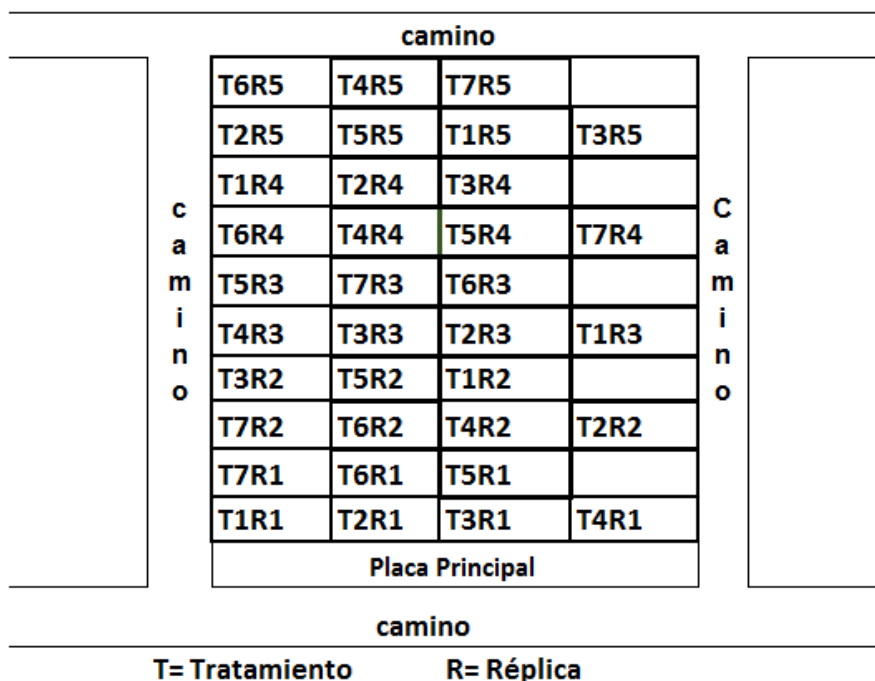 camino
T6R5 T4R5 T7R5
T2R5 T5R5 T1R5 T3R5
T1R4 T2R4 T3R4
T6R4 T4R4 T5R4 T7R4
T5R3 T7R3 T6R3
T4R3 T3R3 T2R3 T1R3
T3R2 T5R2 T1R2
T7R2 T6R2 T4R2 T2R2
T7R1 T6R1 T5R1
T1R1 T2R1 T3R1 T4R1
camino
Camino
Placa Principal
camino
T= Tratamiento R= Réplica